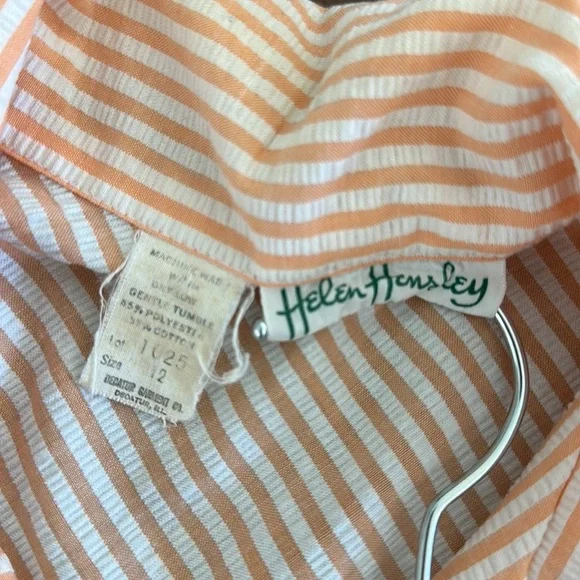 MACHINE WASH
WARM
DRY LOW
GENTLE TUMBLE
65% POLYESTE
35% COTTON
Lot 1025
Size 12
DECATUR GARMENT CO.
DECATUR, ILL.
Helen Hensley